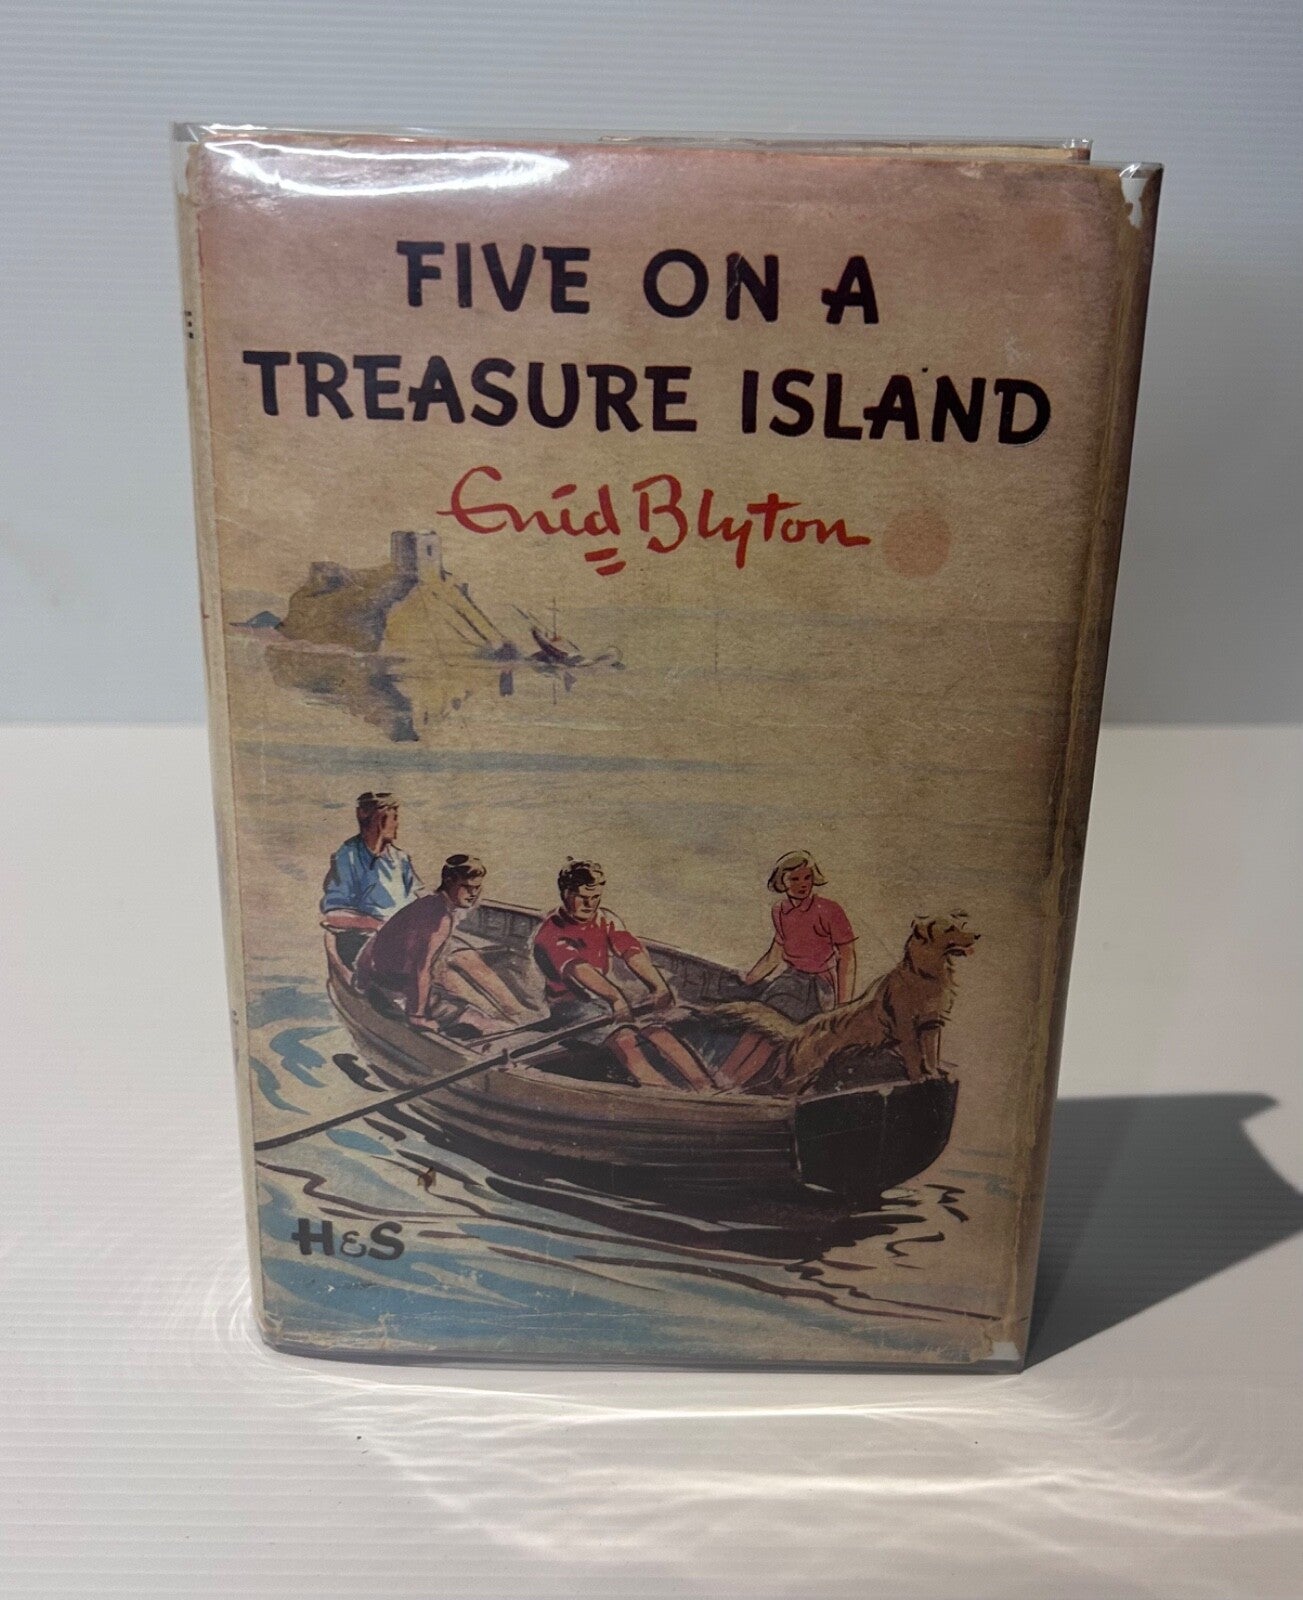 FIVE ON A
TREASURE ISLAND
Enid Blyton
H&S